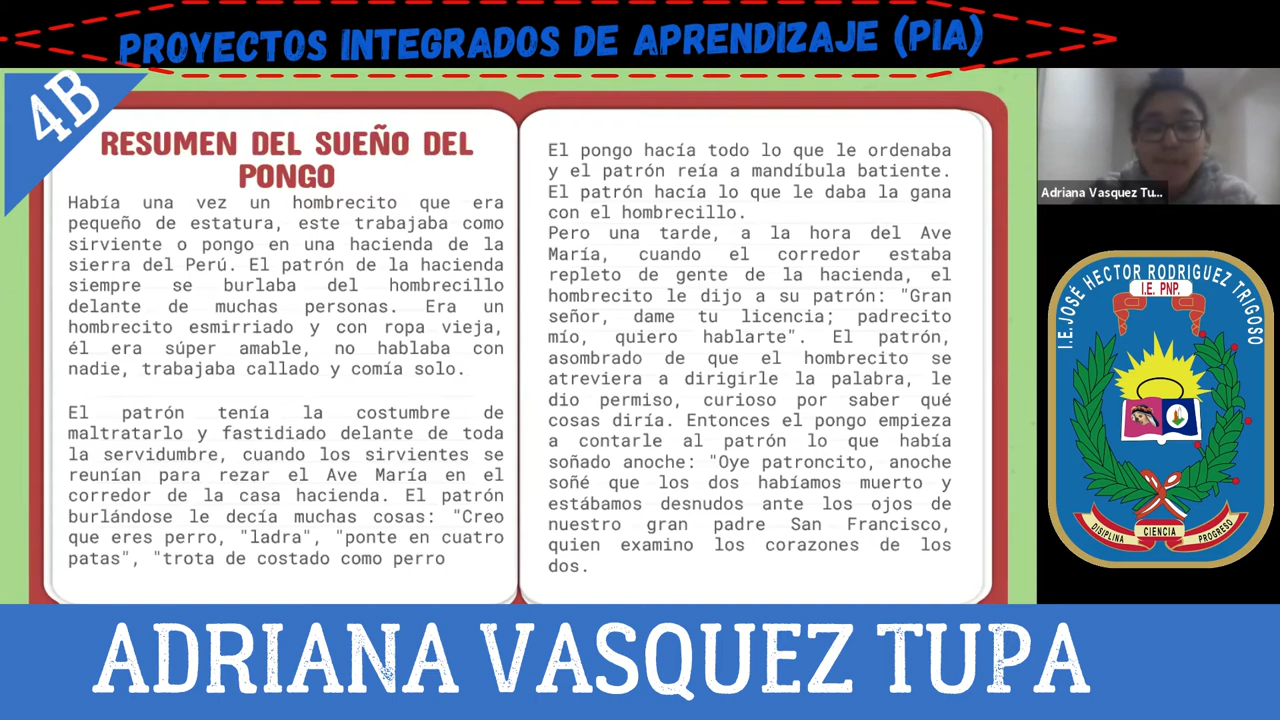 PROYECTOS INTEGRADOS DE APRENDIZAJE (PIA)
4B
RESUMEN DEL SUEÑO DEL
PONGO
Había una vez un hombrecito que era
pequeño de estatura, este trabajaba como
sirviente o pongo en una hacienda de la
sierra del Perú. El patrón de la hacienda
siempre se burlaba del hombrecillo
delante de muchas personas. Era un
hombrecito esmirriado y con ropa vieja,
él era súper amable, no hablaba con
nadie, trabajaba callado y comía solo.
El patrón tenía la costumbre de
maltratarlo y fastidiado delante de toda
la servidumbre, cuando los sirvientes se
reunían para rezar el Ave María en el
corredor de la casa hacienda. El patrón
burlándose le decía muchas cosas: "Creo
que eres perro, "ladra", "ponte en cuatro
patas", "trota de costado como perro
El pongo hacía todo lo que le ordenaba
y el patrón reía a mandíbula batiente.
El patrón hacía lo que le daba la gana
con el hombrecillo.
Pero una tarde, a la hora del Ave
María, cuando el corredor estaba
repleto de gente de la hacienda, el
hombrecito le dijo a su patrón: "Gran
señor, dame tu licencia; padrecito
mío, quiero hablarte". El patrón,
asombrado de que el hombrecito se
atreviera a dirigirle la palabra, le
dio permiso, curioso por saber qué
cosas diría. Entonces el pongo empieza
a contarle al patrón lo que había
soñado anoche: "Oye patroncito, anoche
soñé que los dos habíamos muerto y
estábamos desnudos ante los ojos de
nuestro gran padre San Francisco,
quien examino los corazones de los
dos.
Adriana Vasquez Tu...
I.E.JOSÉ HECTOR RODRIGUEZ TRIGOSO
I.E. PNP.
DISCIPLINA
CIENCIA
PROGRESO
ADRIANA VASQUEZ TUPA